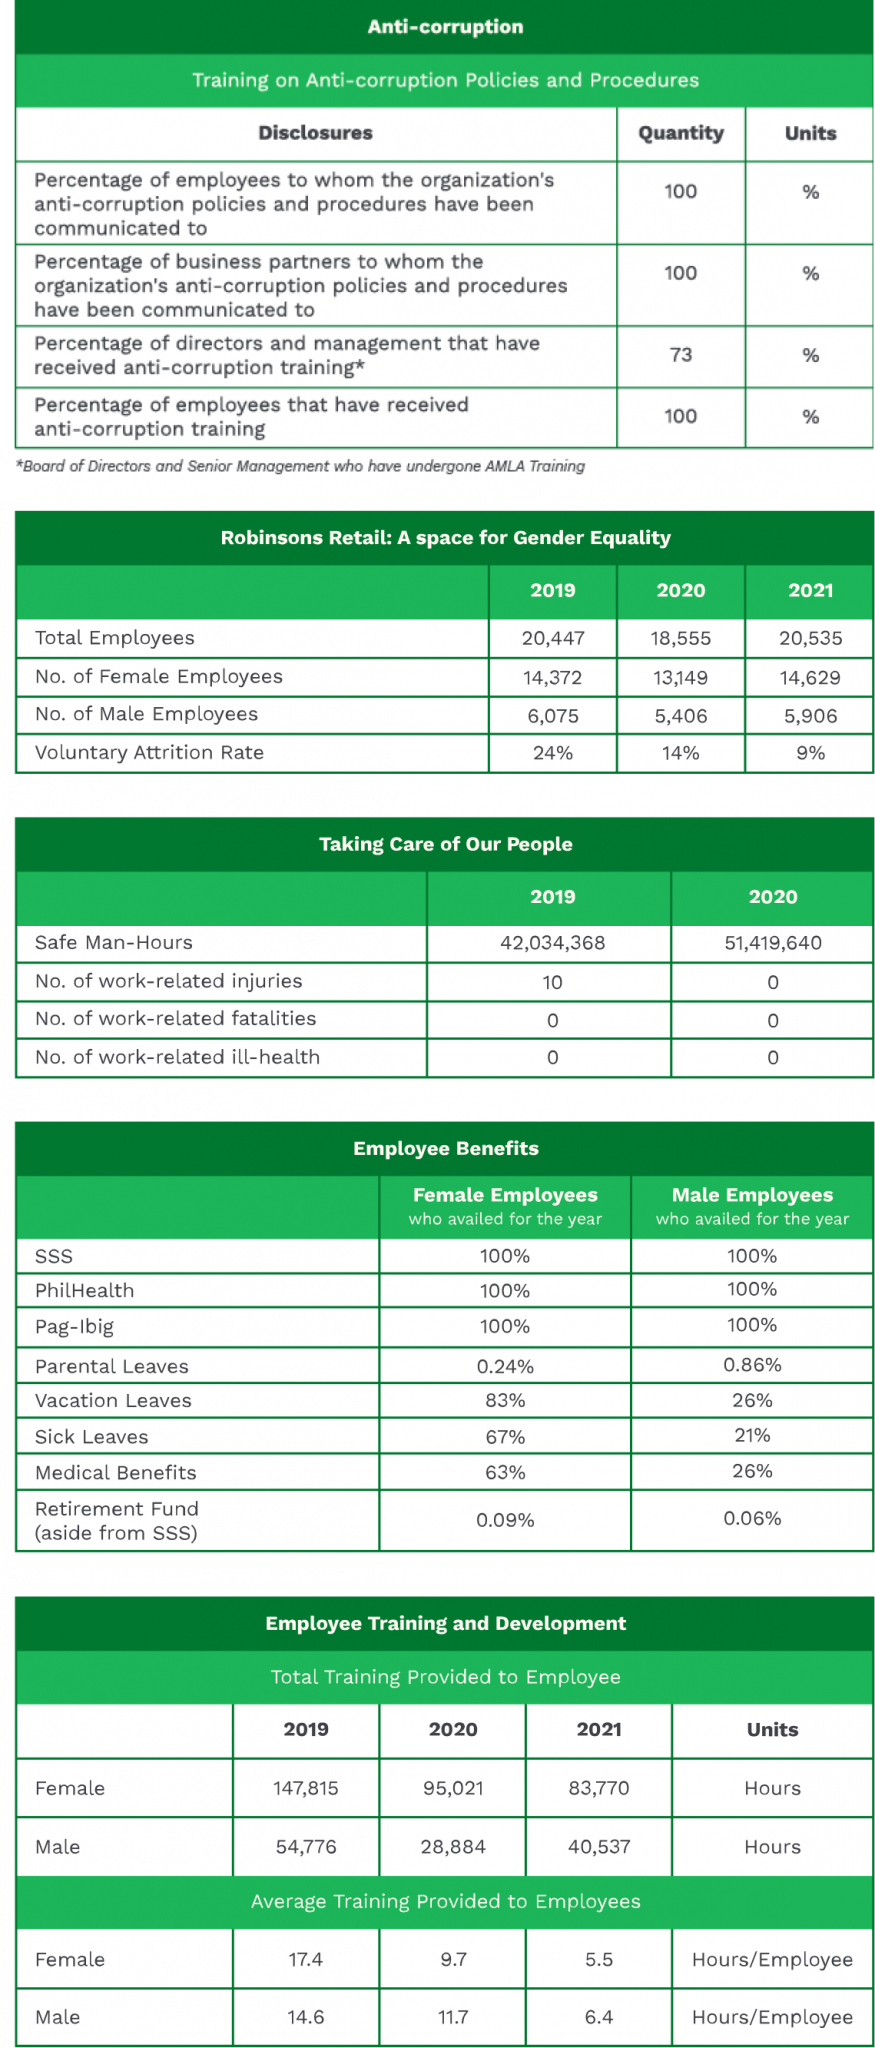 Anti-corruption
Training on Anti-corruption Policies and Procedures
Disclosures Quantity Units
Percentage of employees to whom the organization's
anti-corruption policies and procedures have been
communicated to
100 %
Percentage of business partners to whom the
organization's anti-corruption policies and procedures
have been communicated to
100 %
Percentage of directors and management that have
received anti-corruption training*
73 %
Percentage of employees that have received
anti-corruption training
100 %
*Board of Directors and Senior Management who have undergone AMLA Training
Robinsons Retail: A space for Gender Equality
2019 2020 2021
Total Employees 20,447 18,555 20,535
No. of Female Employees 14,372 13,149 14,629
No. of Male Employees 6,075 5,406 5,906
Voluntary Attrition Rate 24% 14% 9%
Taking Care of Our People
2019 2020
Safe Man-Hours 42,034,368 51,419,640
No. of work-related injuries 10 0
No. of work-related fatalities 0 0
No. of work-related ill-health 0 0
Employee Benefits
Female Employees Male Employees
who availed for the year who availed for the year
SSS 100% 100%
PhilHealth 100% 100%
Pag-Ibig 100% 100%
Parental Leaves 0.24% 0.86%
Vacation Leaves 83% 26%
Sick Leaves 67% 21%
Medical Benefits 63% 26%
Retirement Fund
(aside from SSS)
0.09% 0.06%
Employee Training and Development
Total Training Provided to Employee
2019 2020 2021 Units
Female 147,815 95,021 83,770 Hours
Male 54,776 28,884 40,537 Hours
Average Training Provided to Employees
Female 17.4 9.7 5.5 Hours/Employee
Male 14.6 11.7 6.4 Hours/Employee